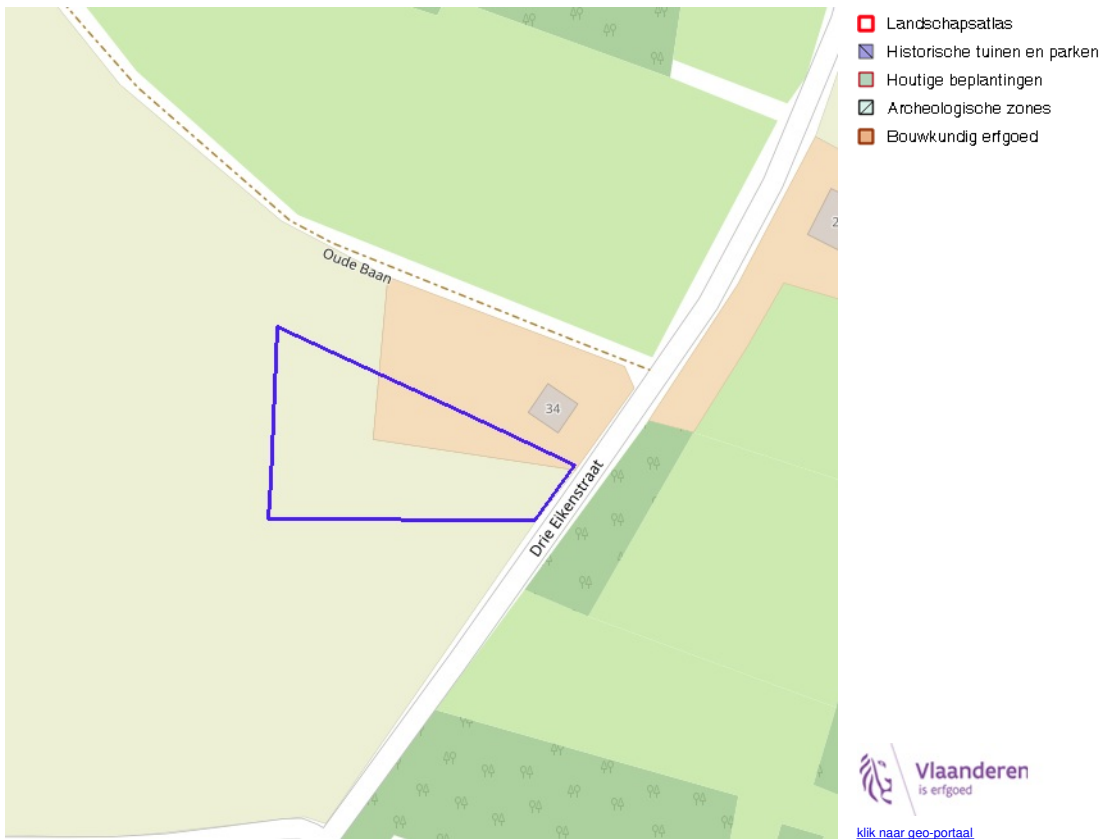 Landschapsatlas
Historische tuinen en parken
Houtige beplantingen
Archeologische zones
Bouwkundig erfgoed
Oude Baan
34
Drie Eikenstraat
2
Vlaanderen
is erfgoed
klik naar geo-portaal